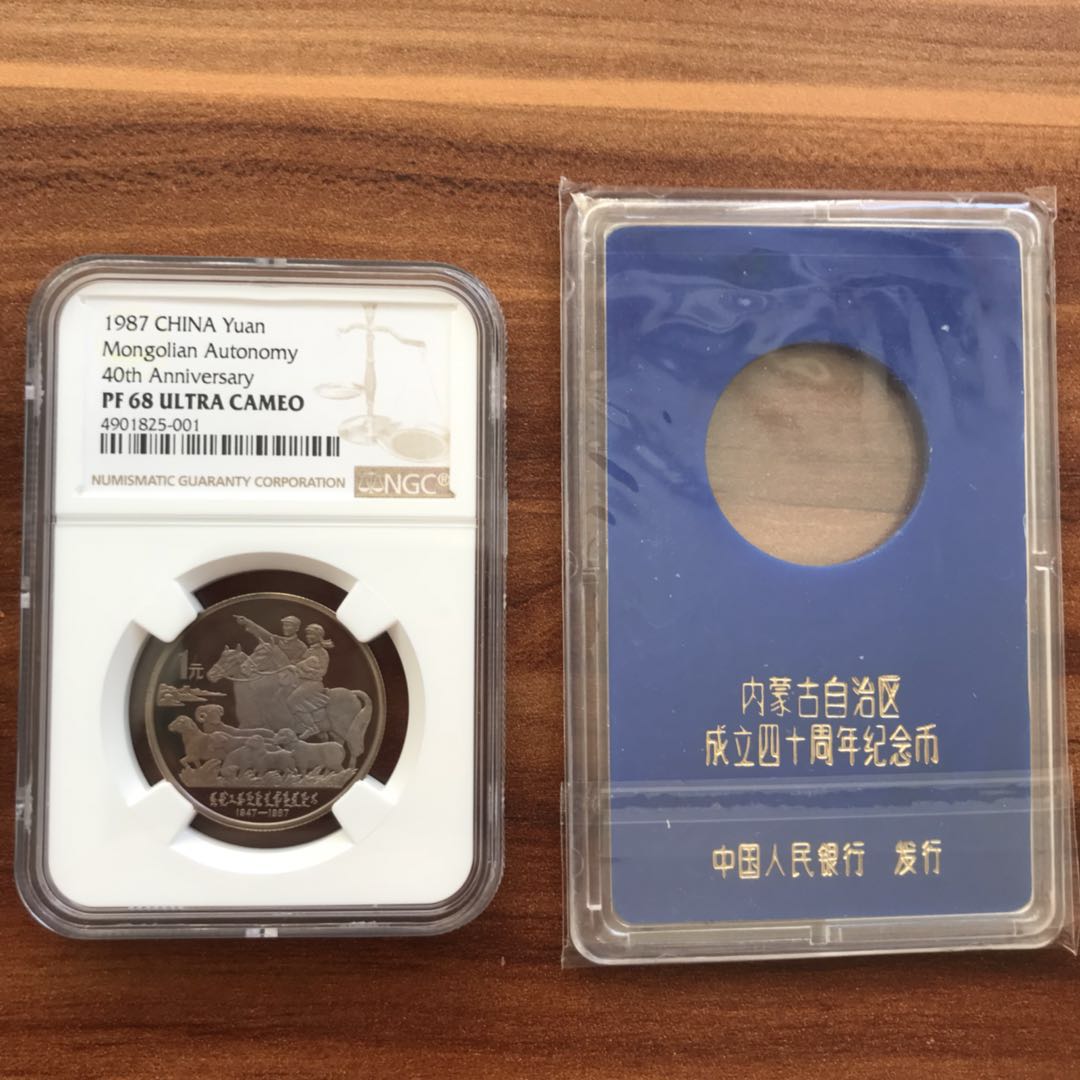 1987 CHINA Yuan
Mongolian Autonomy
40th Anniversary
PF 68 ULTRA CAMEO
4901825-001
NUMISMATIC GUARANTY CORPORATION
NGC®
1元
1947—1987
内蒙古自治区
成立四十周年纪念币
中国人民银行 发行